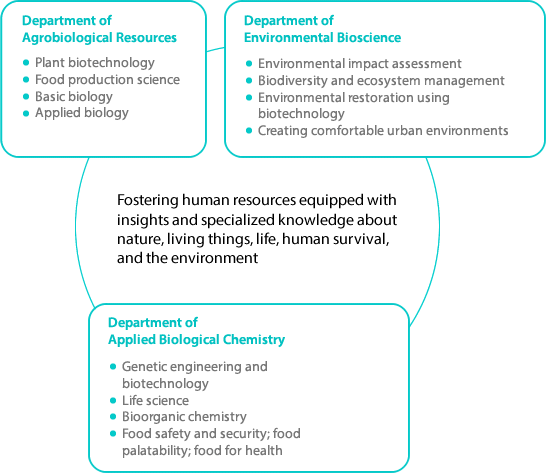 Department of
Agrobiological Resources
• Plant biotechnology
• Food production science
• Basic biology
• Applied biology
Department of
Environmental Bioscience
• Environmental impact assessment
• Biodiversity and ecosystem management
• Environmental restoration using
biotechnology
• Creating comfortable urban environments
Fostering human resources equipped with
insights and specialized knowledge about
nature, living things, life, human survival,
and the environment
Department of
Applied Biological Chemistry
• Genetic engineering and
biotechnology
• Life science
• Bioorganic chemistry
• Food safety and security; food
palatability; food for health